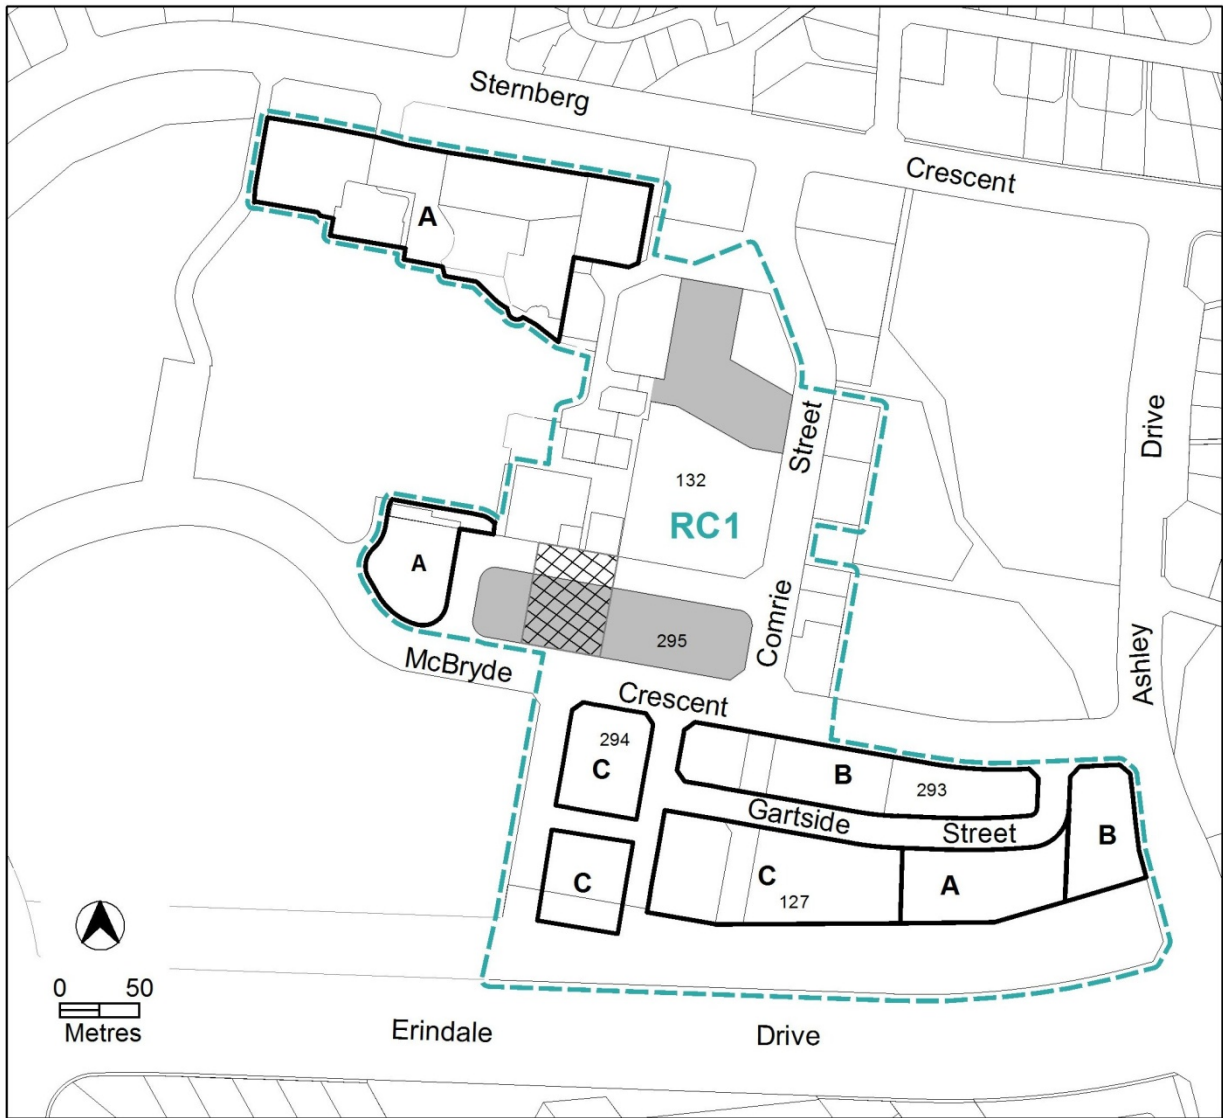 Sternberg
Crescent
A
Street
Drive
132
RC1
A
Comrie
295
Ashley
McBryde
Crescent
294
C
B
293
Gartside
Street
B
C
C
A
127
0 50
Metres
Erindale
Drive